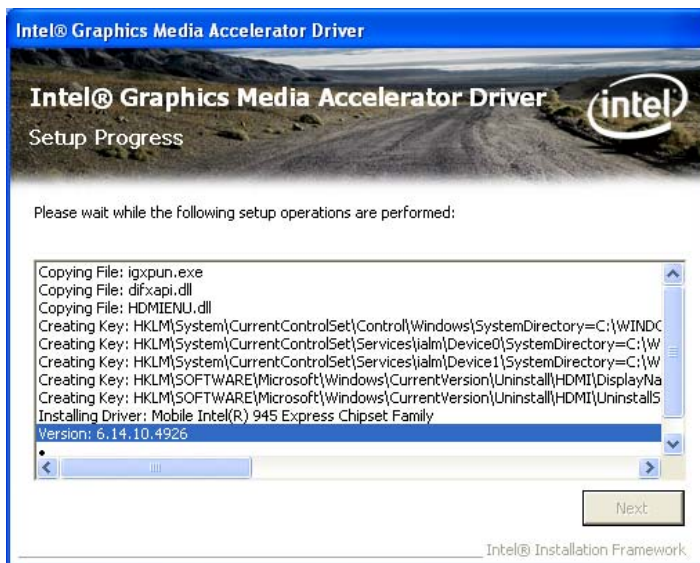 Intel® Graphics Media Accelerator Driver
Intel® Graphics Media Accelerator Driver
intel
Setup Progress
Please wait while the following setup operations are performed:
Copying File: igxpun.exe
Copying File: difxapi.dll
Copying File: HDMIENU.dll
Creating Key: HKLM\System\CurrentControlSet\Control\Windows\SystemDirectory=C:\WINDO
Creating Key: HKLM\System\CurrentControlSet\Services\ialm\Device0\SystemDirectory=C:\W
Creating Key: HKLM\System\CurrentControlSet\Services\ialm\Device1\SystemDirectory=C:\W
Creating Key: HKLM\SOFTWARE\Microsoft\Windows\CurrentVersion\Uninstall\HDMI\DisplayNa
Creating Key: HKLM\SOFTWARE\Microsoft\Windows\CurrentVersion\Uninstall\HDMI\UninstallS
Installing Driver: Mobile Intel(R) 945 Express Chipset Family
Version: 6.14.10.4926
Next
Intel® Installation Framework